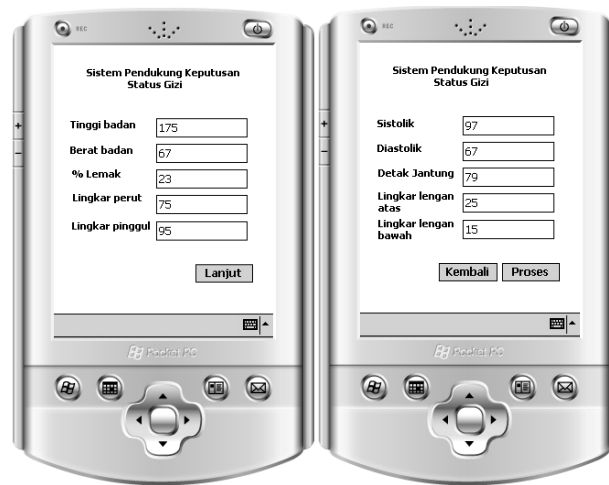 REC
Sistem Pendukung Keputusan
Status Gizi
Tinggi badan 175
Berat badan 67
% Lemak 23
Lingkar perut 75
Lingkar pinggul 95
Lanjut
Pocket PC
REC
Sistem Pendukung Keputusan
Status Gizi
Sistolik 97
Diastolik 67
Detak Jantung 79
Lingkar lengan
atas 25
Lingkar lengan
bawah 15
Kembali Proses
Pocket PC